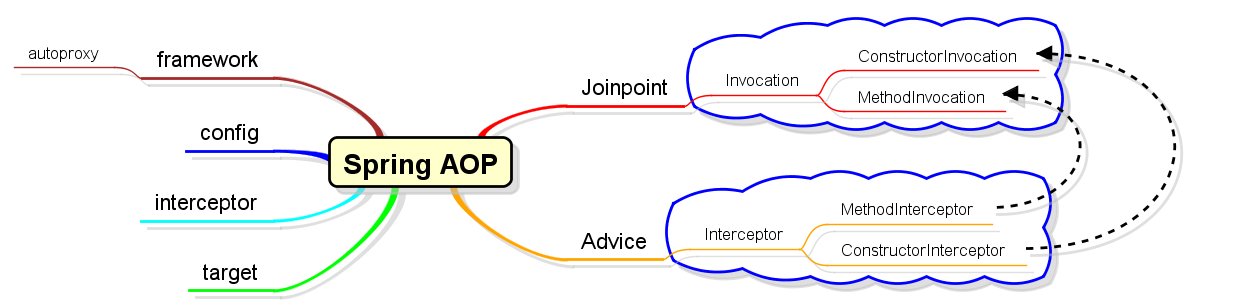 Spring AOP
framework
autoproxy
config
interceptor
target
Joinpoint
Invocation
ConstructorInvocation
MethodInvocation
Advice
Interceptor
MethodInterceptor
ConstructorInterceptor